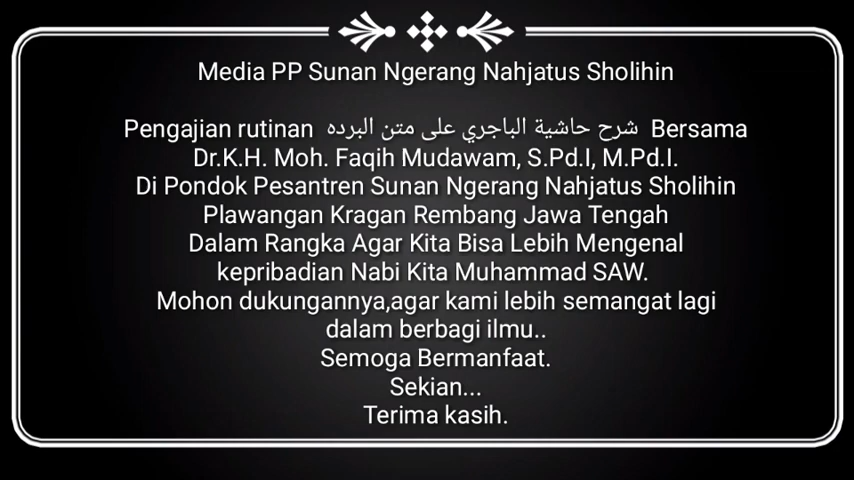 Media PP Sunan Ngerang Nahjatus Sholihin
Pengajian rutinan شرح حاشية الباجري على متن البرده Bersama
Dr.K.H. Moh. Faqih Mudawam, S.Pd.I, M.Pd.I.
Di Pondok Pesantren Sunan Ngerang Nahjatus Sholihin
Plawangan Kragan Rembang Jawa Tengah
Dalam Rangka Agar Kita Bisa Lebih Mengenal
kepribadian Nabi Kita Muhammad SAW.
Mohon dukungannya,agar kami lebih semangat lagi
dalam berbagi ilmu..
Semoga Bermanfaat.
Sekian...
Terima kasih.